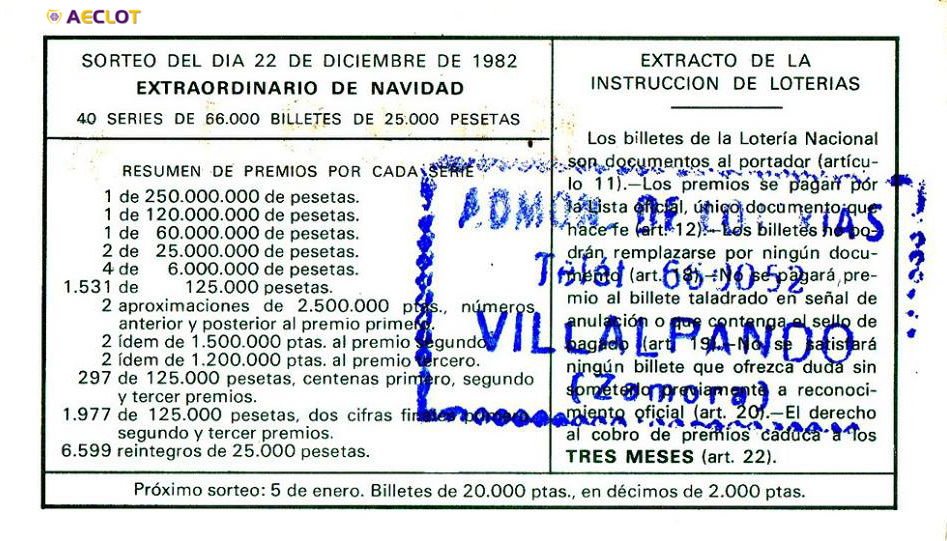 AECLOT
SORTEO DEL DIA 22 DE DICIEMBRE DE 1982
EXTRAORDINARIO DE NAVIDAD
40 SERIES DE 66.000 BILLETES DE 25.000 PESETAS
RESUMEN DE PREMIOS POR CADA SERIE
1 de 250.000.000 de pesetas.
1 de 120.000.000 de pesetas.
1 de 60.000.000 de pesetas.
2 de 25.000.000 de pesetas.
4 de 6.000.000 de pesetas.
1.531 de 125.000 pesetas.
2 aproximaciones de 2.500.000 ptas., números
anterior y posterior al premio primero.
2 ídem de 1.500.000 ptas. al premio segundo.
2 ídem de 1.200.000 ptas. al premio tercero.
297 de 125.000 pesetas, centenas primero, segundo
y tercer premios.
1.977 de 125.000 pesetas, dos cifras finales primero,
segundo y tercer premios.
6.599 reintegros de 25.000 pesetas.
EXTRACTO DE LA
INSTRUCCION DE LOTERIAS
Los billetes de la Lotería Nacional
son documentos al portador (artícu-
lo 11).—Los premios se pagan por
la Lista oficial, único documento que
hace fe (art. 12).—Los billetes no po-
drán remplazarse por ningún docu-
mento (art. 18).—No se pagará pre-
mio al billete taladrado en señal de
anulación o que contenga el sello de
pagado (art. 19).—No se satisfará
ningún billete que ofrezca duda sin
someterlo previamente a reconoci-
miento oficial (art. 20).—El derecho
al cobro de premios caduca a los
TRES MESES (art. 22).
ADMON. DE LOTERIAS
Teléf
VILLALPANDO
(Zamora)
Próximo sorteo: 5 de enero. Billetes de 20.000 ptas., en décimos de 2.000 ptas.